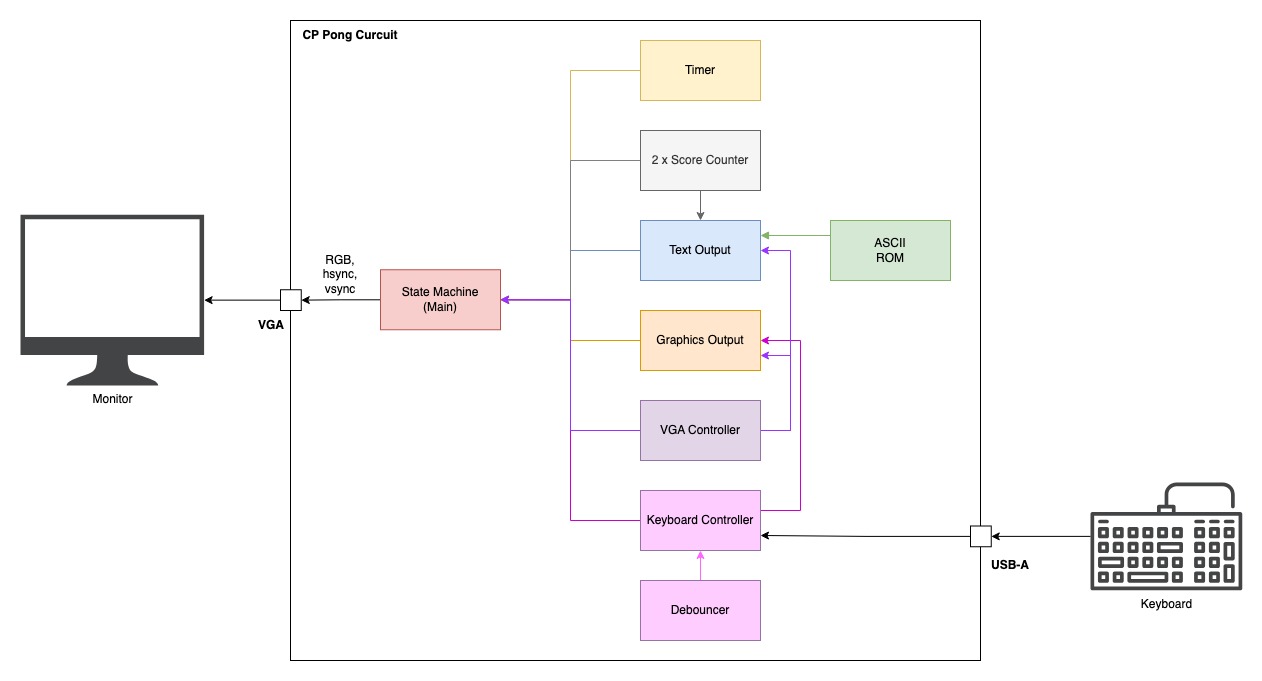 CP Pong Curcuit
Timer
2 x Score Counter
Text Output
ASCII
ROM
RGB,
hsync,
vsync
State Machine
(Main)
VGA
Graphics Output
Monitor
VGA Controller
Keyboard Controller
USB-A
Debouncer
Keyboard